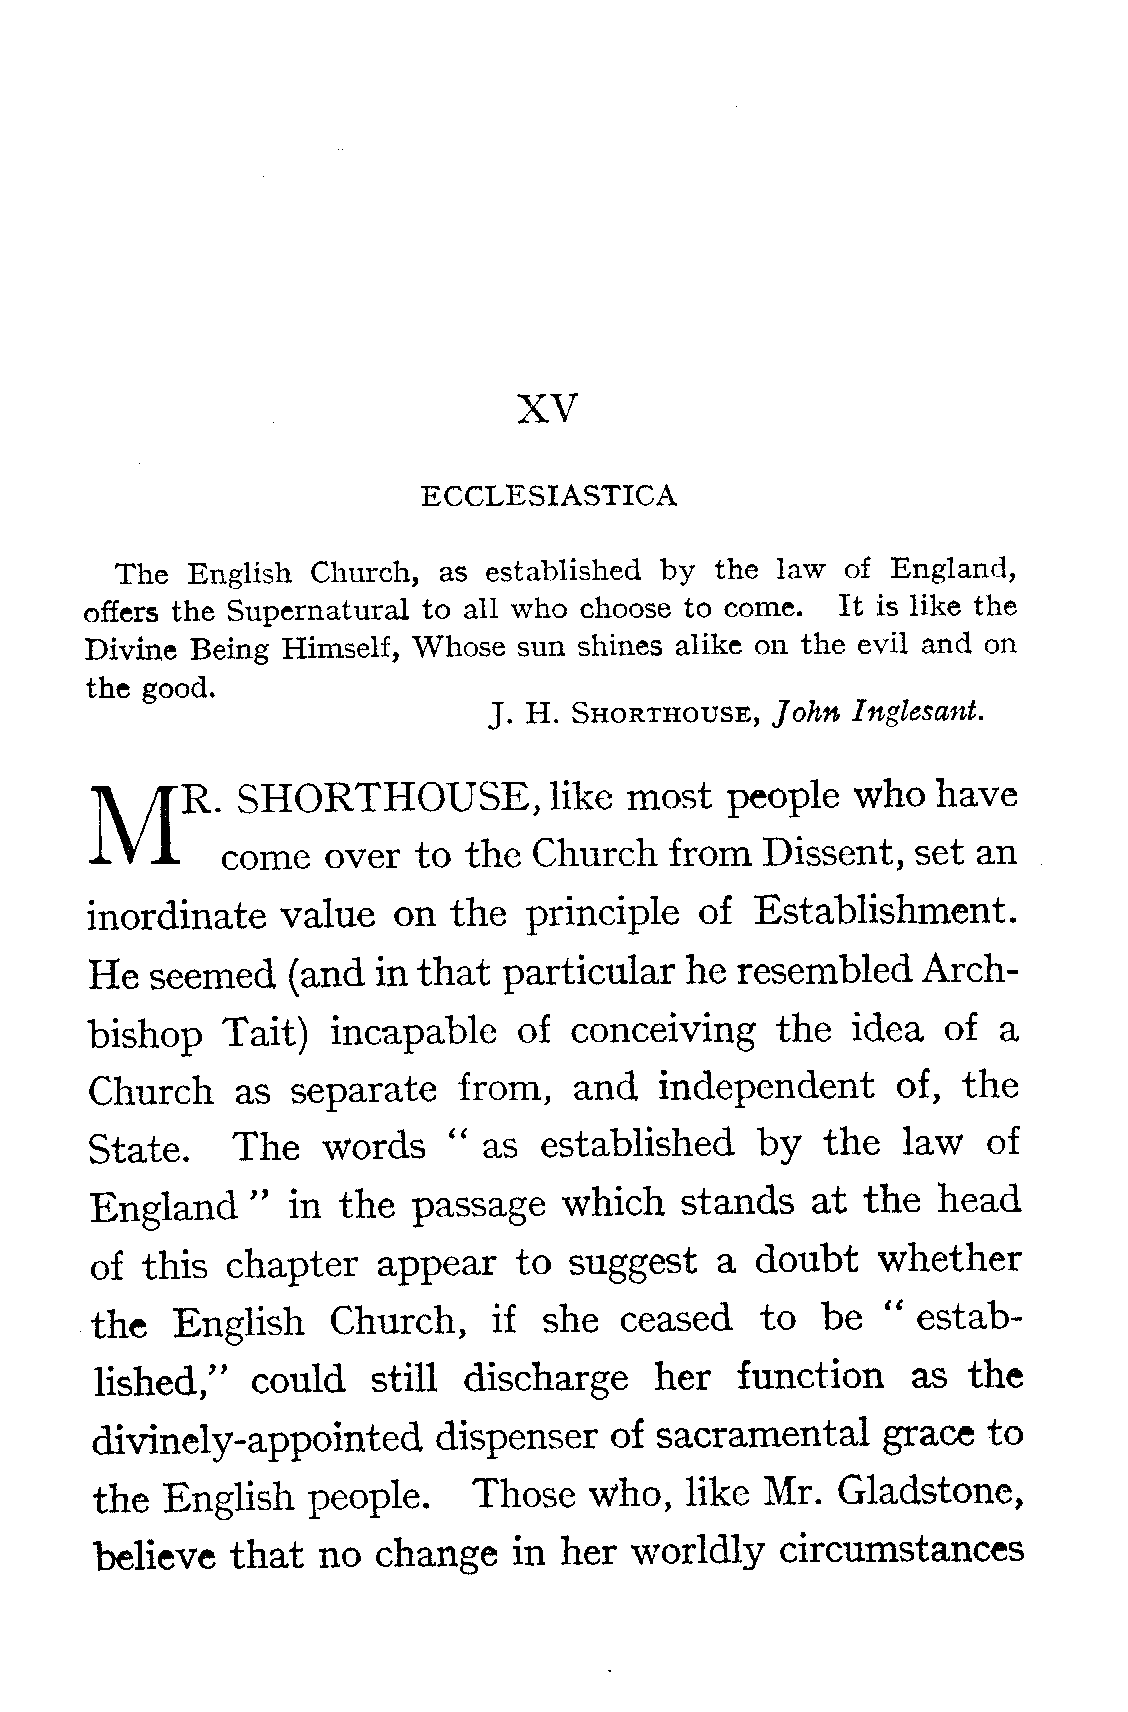 XV
ECCLESIASTICA
The English Church, as established by the law of England,
offers the Supernatural to all who choose to come. It is like the
Divine Being Himself, Whose sun shines alike on the evil and on
the good.
J. H. SHORTHOUSE, John Inglesant.
MR. SHORTHOUSE, like most people who have
come over to the Church from Dissent, set an
inordinate value on the principle of Establishment.
He seemed (and in that particular he resembled Arch-
bishop Tait) incapable of conceiving the idea of a
Church as separate from, and independent of, the
State. The words " as established by the law of
England " in the passage which stands at the head
of this chapter appear to suggest a doubt whether
the English Church, if she ceased to be " estab-
lished," could still discharge her function as the
divinely-appointed dispenser of sacramental grace to
the English people. Those who, like Mr. Gladstone,
believe that no change in her worldly circumstances